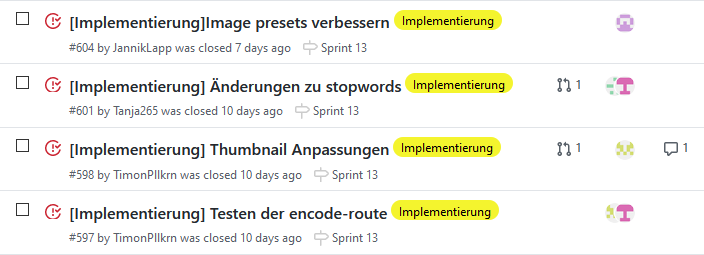 [Implementierung]Image presets verbessern Implementierung
#604 by JannikLapp was closed 7 days ago Sprint 13
[Implementierung] Änderungen zu stopwords Implementierung 1
#601 by Tanja265 was closed 10 days ago Sprint 13
[Implementierung] Thumbnail Anpassungen Implementierung 1 1
#598 by TimonPllkrn was closed 10 days ago Sprint 13
[Implementierung] Testen der encode-route Implementierung
#597 by TimonPllkrn was closed 10 days ago Sprint 13